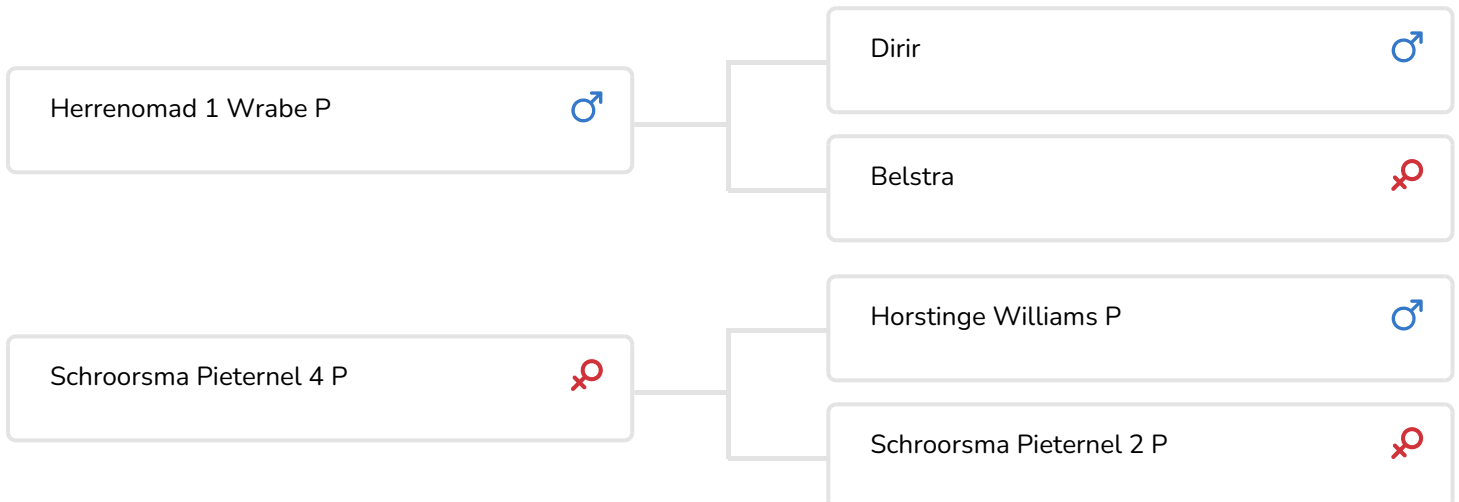 Dirir
Herrenomad 1 Wrabe P
Belstra
Horstinge Williams P
Schroorsma Pieternel 4 P
Schroorsma Pieternel 2 P